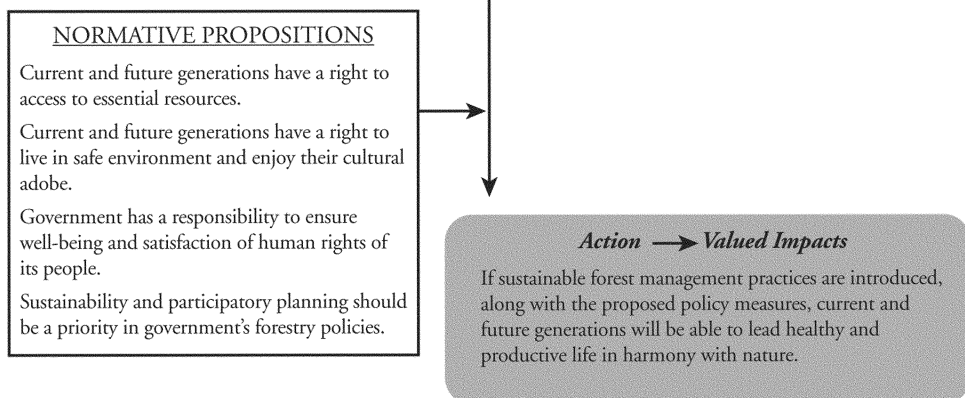 NORMATIVE PROPOSITIONS
Current and future generations have a right to
access to essential resources.
Current and future generations have a right to
live in safe environment and enjoy their cultural
adobe.
Government has a responsibility to ensure
well-being and satisfaction of human rights of
its people.
Sustainability and participatory planning should
be a priority in government's forestry policies.
Action → Valued Impacts
If sustainable forest management practices are introduced,
along with the proposed policy measures, current and
future generations will be able to lead healthy and
productive life in harmony with nature.